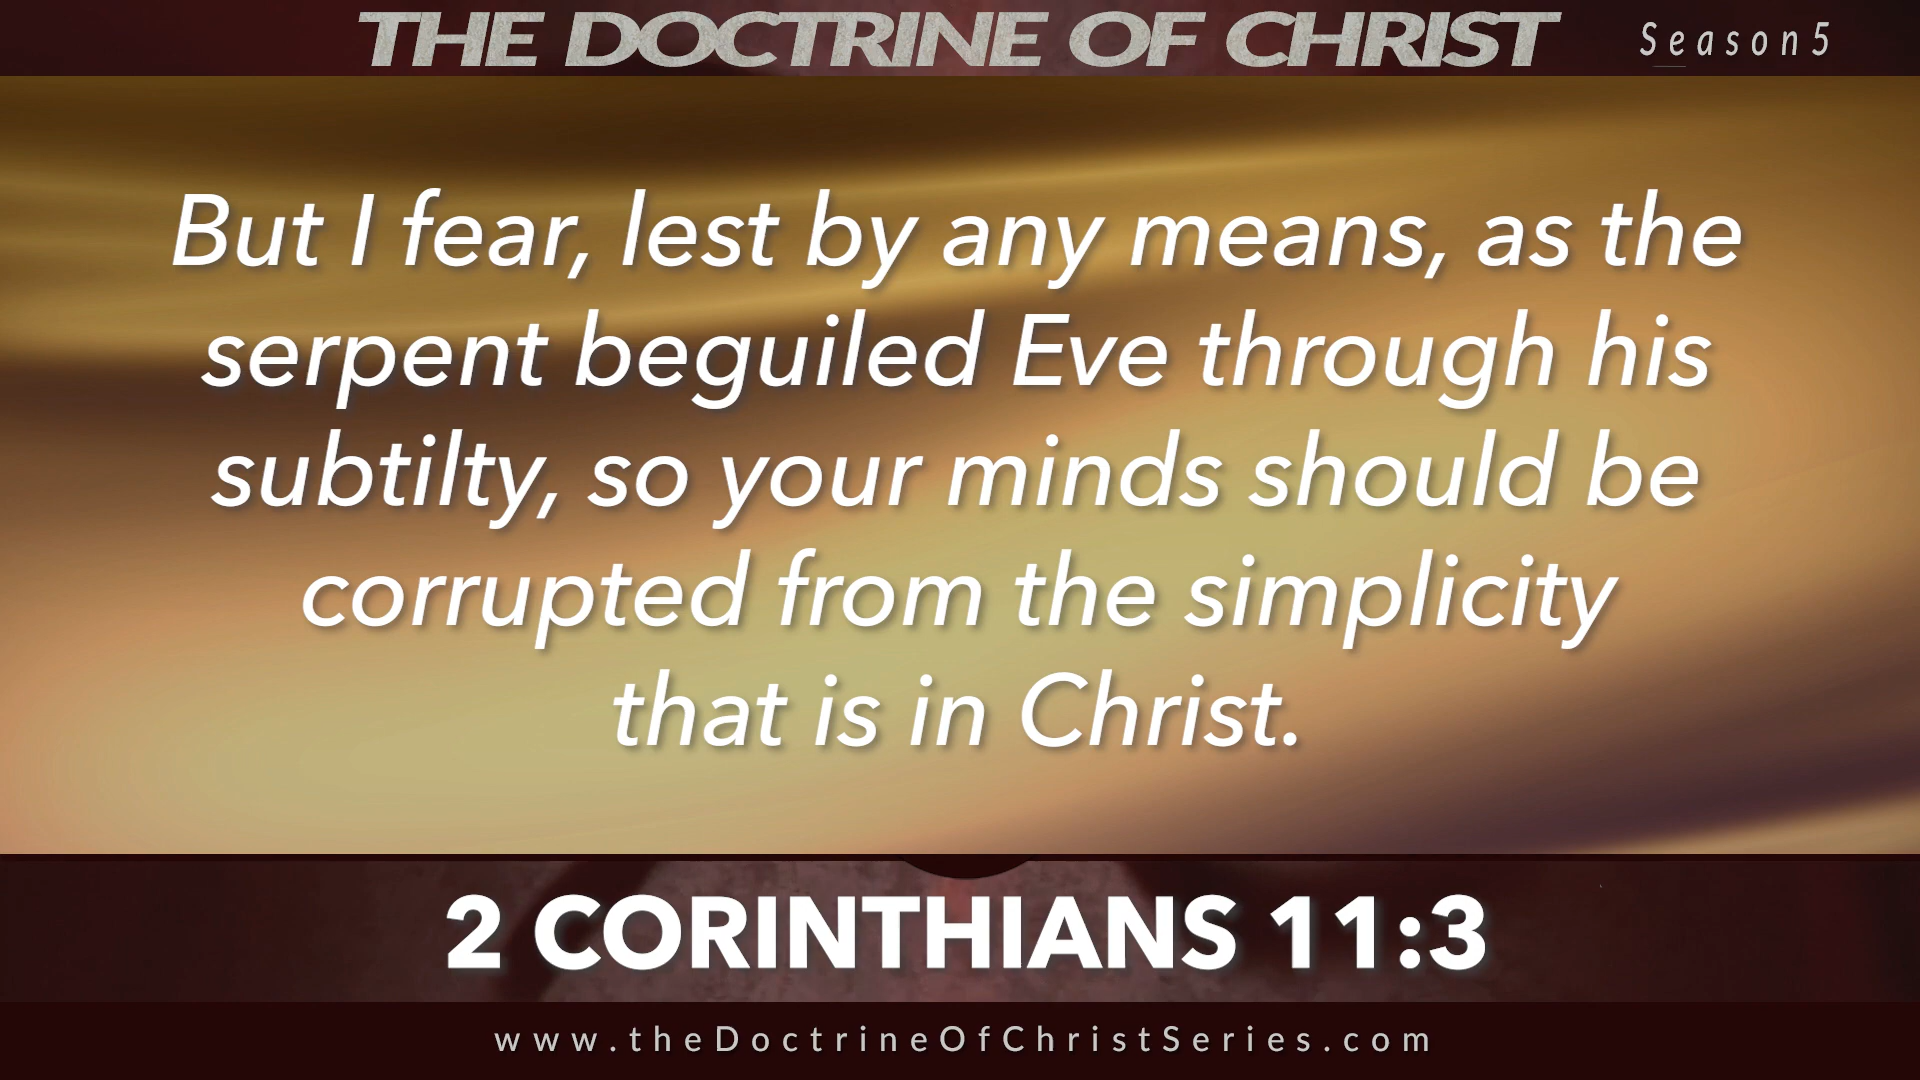 THE DOCTRINE OF CHRIST
Season 5
But I fear, lest by any means, as the
serpent beguiled Eve through his
subtilty, so your minds should be
corrupted from the simplicity
that is in Christ.
2 CORINTHIANS 11:3
www.theDoctrineOfChristSeries.com